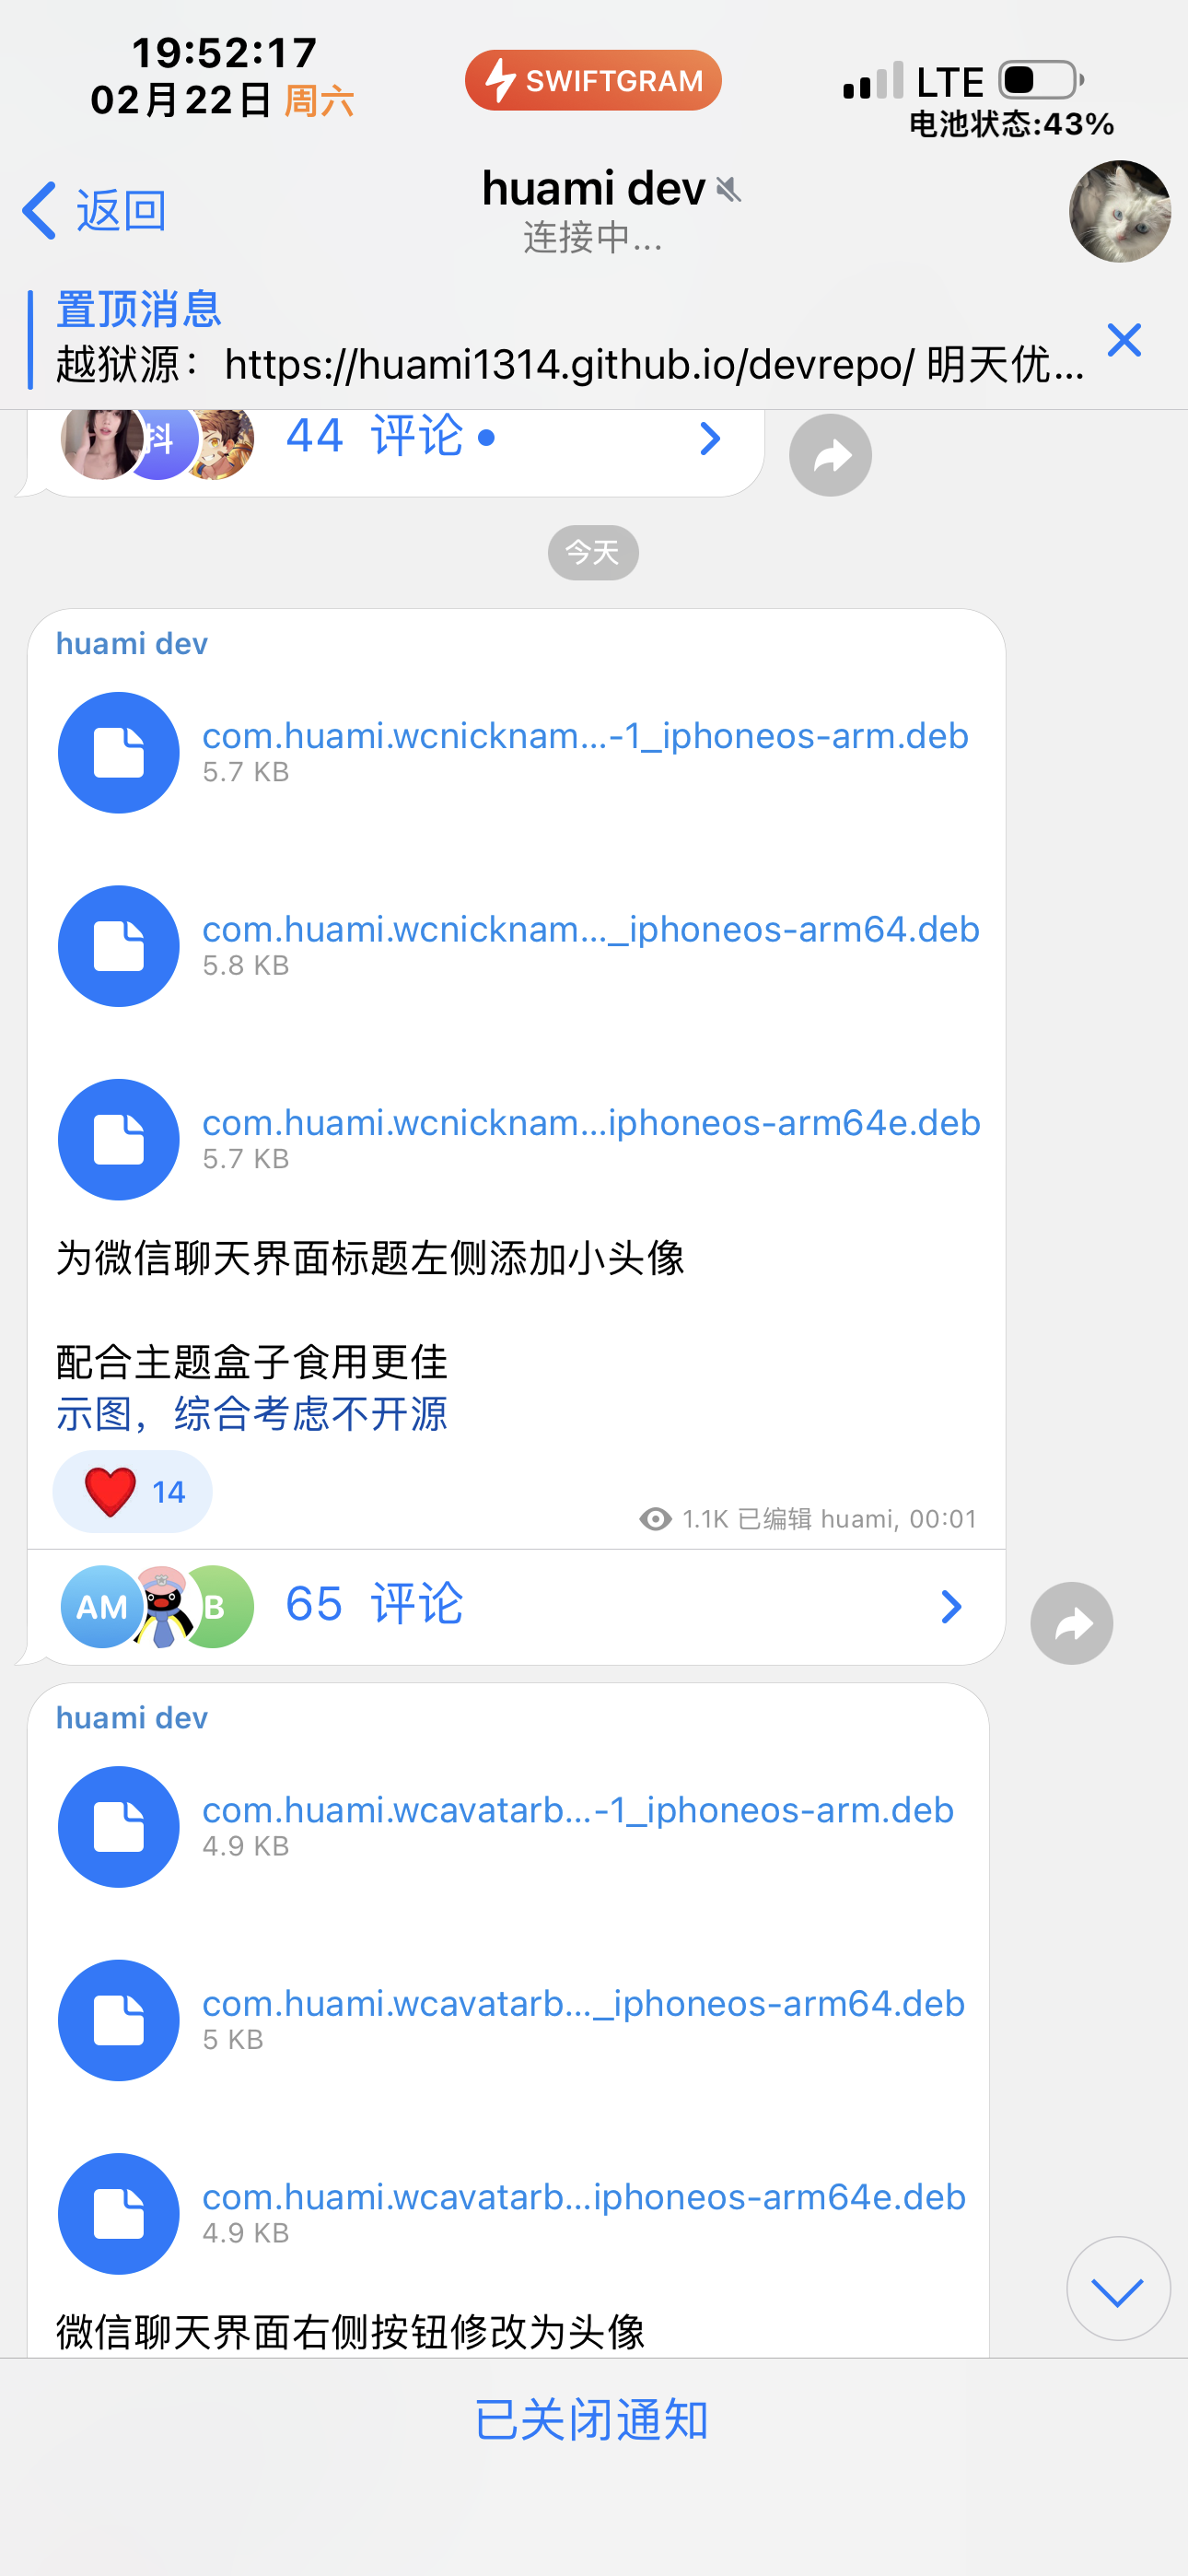 19:52:17
02月22日 周六
SWIFTGRAM
LTE
电池状态:43%
返回
huami dev
连接中...
置顶消息
越狱源：https://huami1314.github.io/devrepo/ 明天优...
抖
44 评论
今天
huami dev
com.huami.wcnicknam...-1_iphoneos-arm.deb
5.7 KB
com.huami.wcnicknam..._iphoneos-arm64.deb
5.8 KB
com.huami.wcnicknam...iphoneos-arm64e.deb
5.7 KB
为微信聊天界面标题左侧添加小头像
配合主题盒子食用更佳
示图，综合考虑不开源
14
1.1K 已编辑 huami, 00:01
AM
B
65 评论
huami dev
com.huami.wcavatarb...-1_iphoneos-arm.deb
4.9 KB
com.huami.wcavatarb..._iphoneos-arm64.deb
5 KB
com.huami.wcavatarb...iphoneos-arm64e.deb
4.9 KB
微信聊天界面右侧按钮修改为头像
已关闭通知